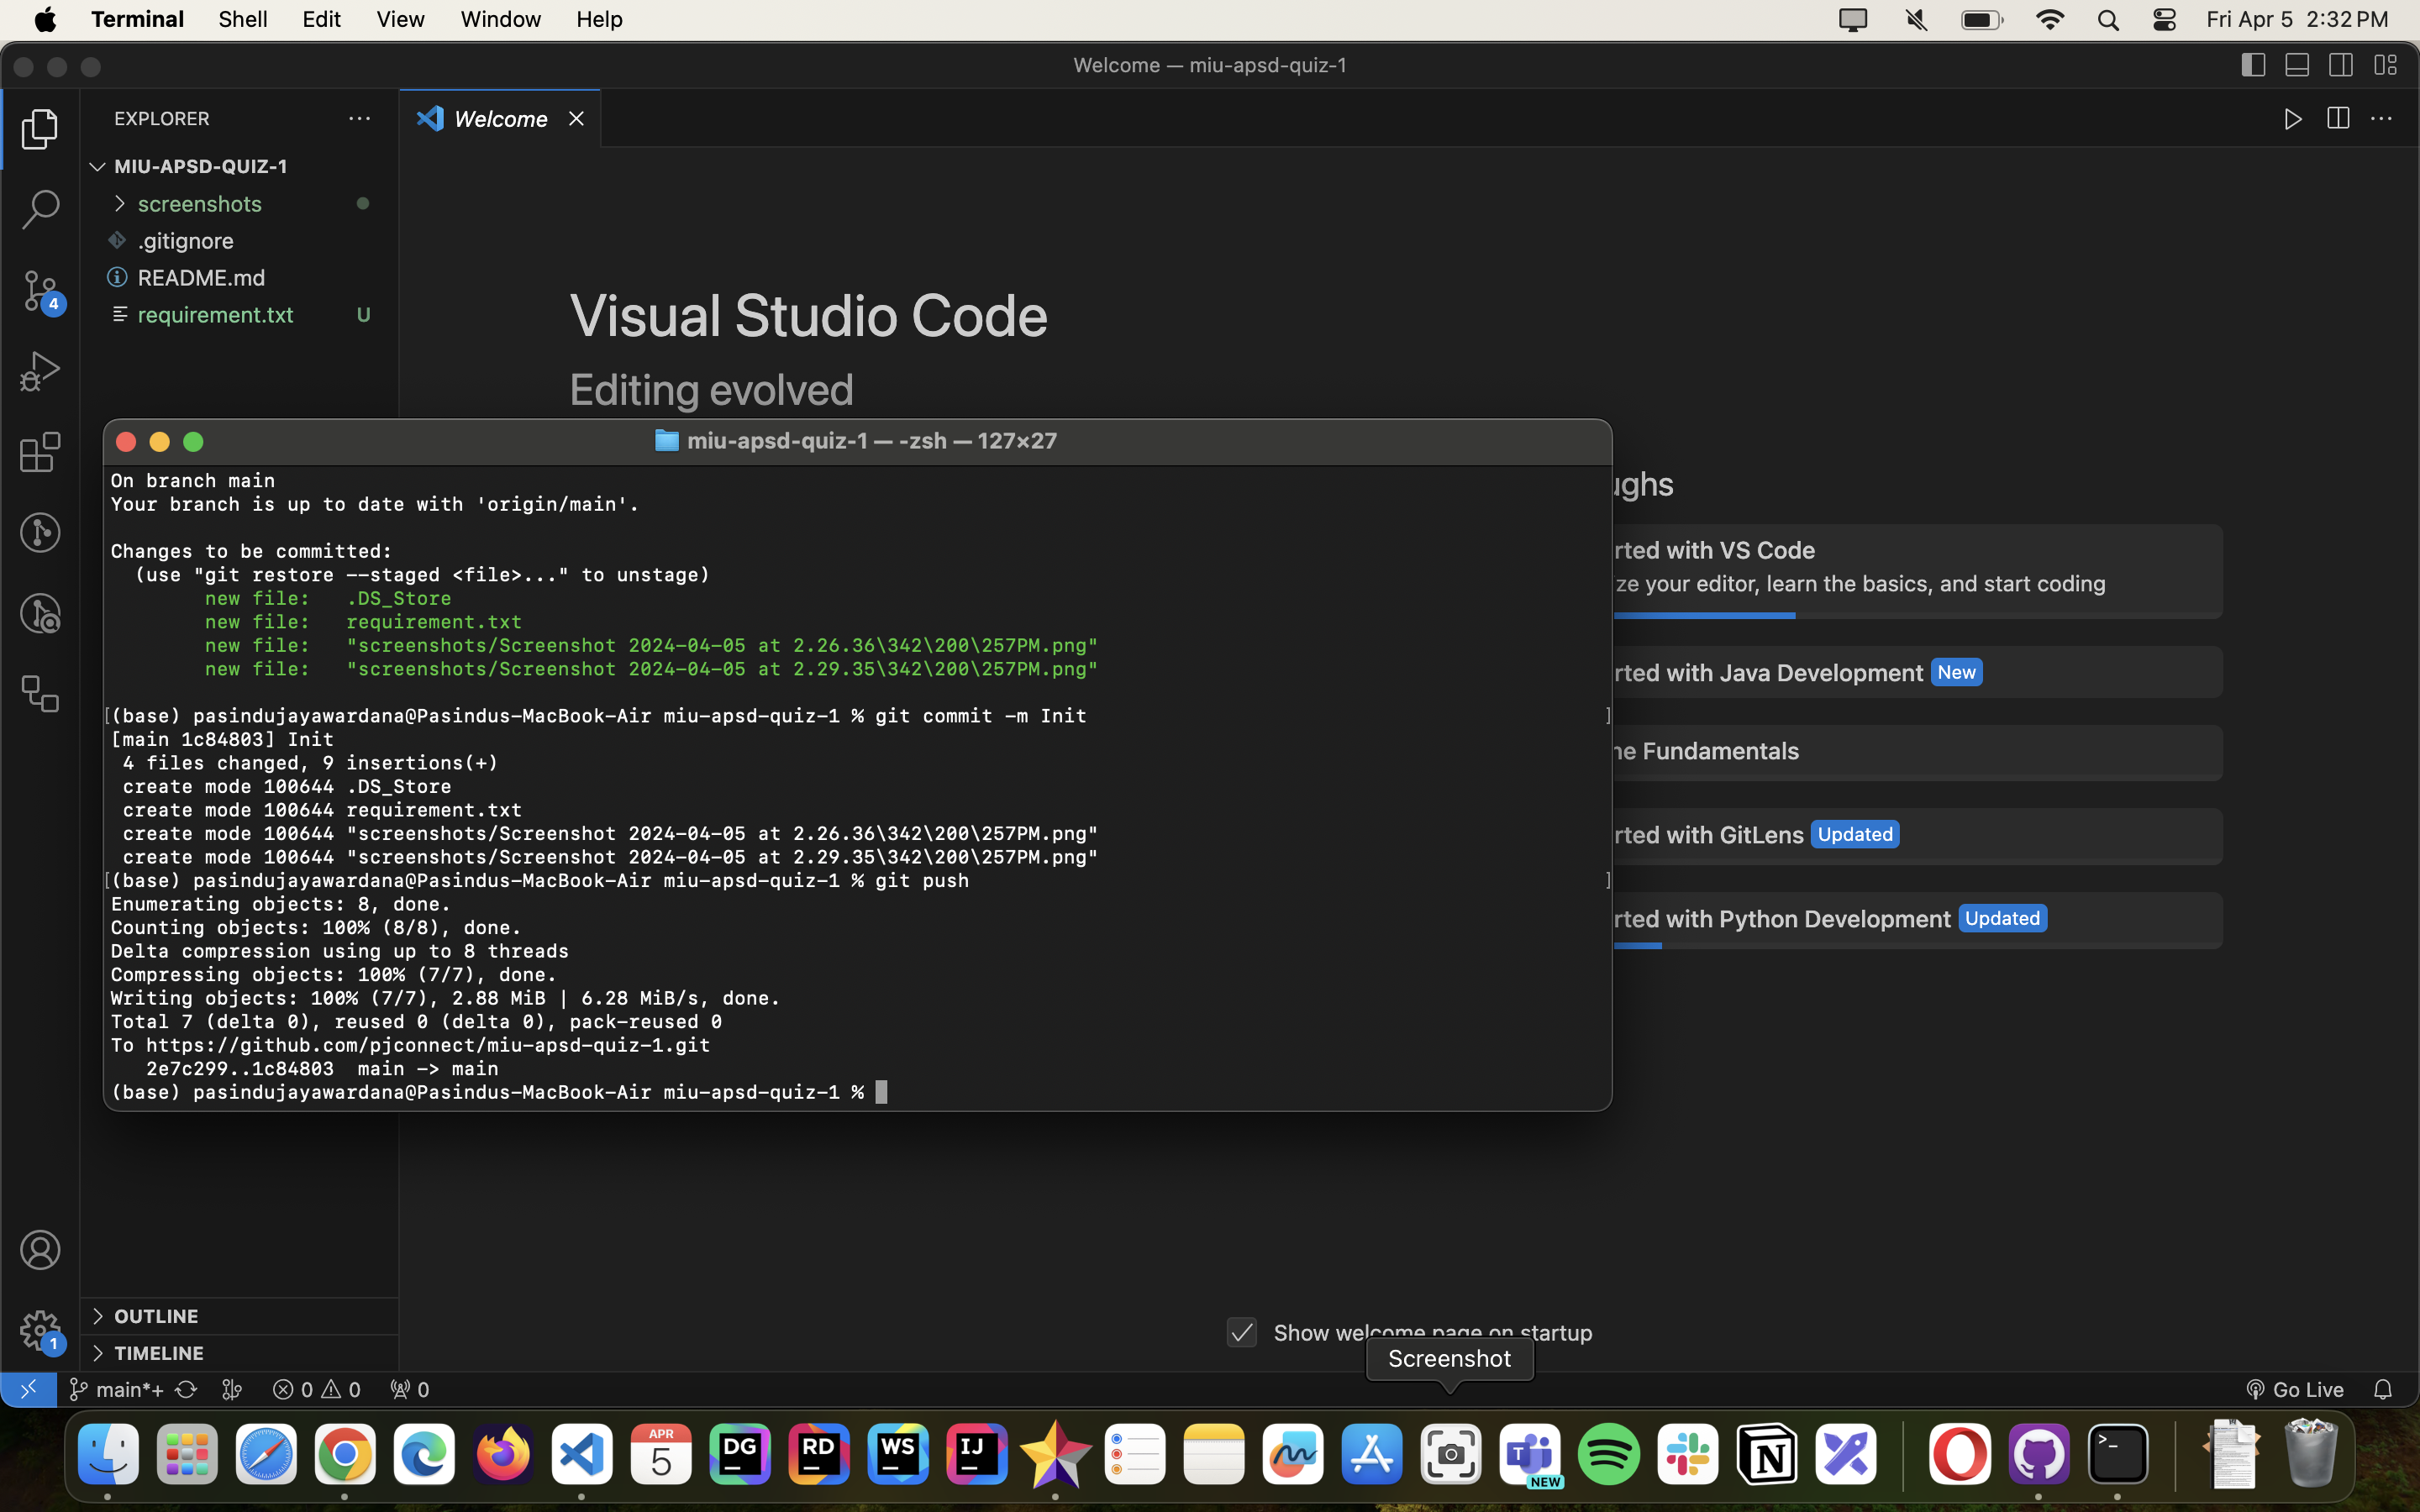 Terminal Shell Edit View Window Help Fri Apr 5 2:32 PM
Welcome — miu-apsd-quiz-1
EXPLORER
Welcome
MIU-APSD-QUIZ-1
screenshots
.gitignore
README.md
requirement.txt U
4
Visual Studio Code
Editing evolved
miu-apsd-quiz-1 — -zsh — 127×27
On branch main
Your branch is up to date with 'origin/main'.
Changes to be committed:
(use "git restore --staged <file>..." to unstage)
new file: .DS_Store
new file: requirement.txt
new file: "screenshots/Screenshot 2024-04-05 at 2.26.36\342\200\257PM.png"
new file: "screenshots/Screenshot 2024-04-05 at 2.29.35\342\200\257PM.png"
[(base) pasindujayawardana@Pasindus-MacBook-Air miu-apsd-quiz-1 % git commit -m Init ]
[main 1c84803] Init
4 files changed, 9 insertions(+)
create mode 100644 .DS_Store
create mode 100644 requirement.txt
create mode 100644 "screenshots/Screenshot 2024-04-05 at 2.26.36\342\200\257PM.png"
create mode 100644 "screenshots/Screenshot 2024-04-05 at 2.29.35\342\200\257PM.png"
[(base) pasindujayawardana@Pasindus-MacBook-Air miu-apsd-quiz-1 % git push ]
Enumerating objects: 8, done.
Counting objects: 100% (8/8), done.
Delta compression using up to 8 threads
Compressing objects: 100% (7/7), done.
Writing objects: 100% (7/7), 2.88 MiB | 6.28 MiB/s, done.
Total 7 (delta 0), reused 0 (delta 0), pack-reused 0
To https://github.com/pjconnect/miu-apsd-quiz-1.git
2e7c299..1c84803 main -> main
(base) pasindujayawardana@Pasindus-MacBook-Air miu-apsd-quiz-1 %
ughs
rted with VS Code
ze your editor, learn the basics, and start coding
rted with Java Development New
ne Fundamentals
rted with GitLens Updated
rted with Python Development Updated
OUTLINE
1
TIMELINE
Show welcome page on startup
Screenshot
main*+ 0 0 0 Go Live
APR
5
DG
RD
WS
IJ
T
NEW
N
>_